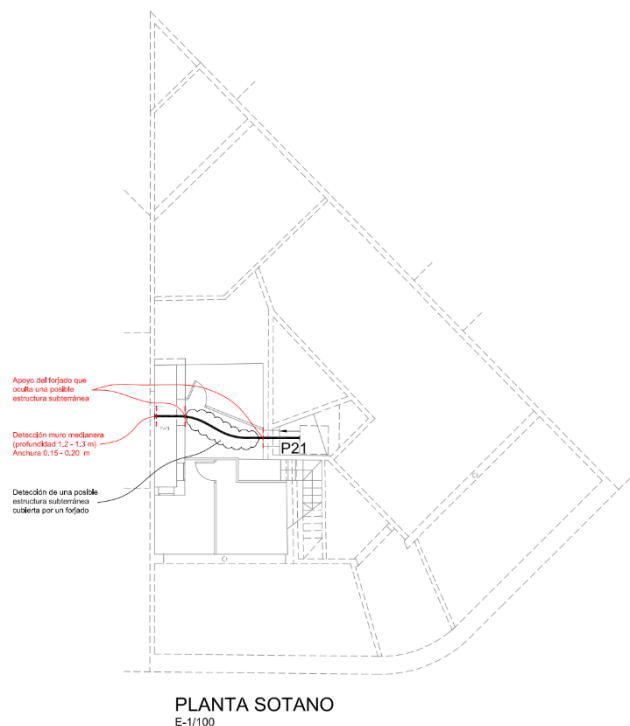 Apoyo del forjado que
oculta una posible
estructura subterránea
Detección muro medianera
(profundidad 1,2 - 1,3 m)
Anchura 0,15 - 0,20 m
P21
Detección de una posible
estructura subterránea
cubierta por un forjado
PLANTA SOTANO
E-1/100